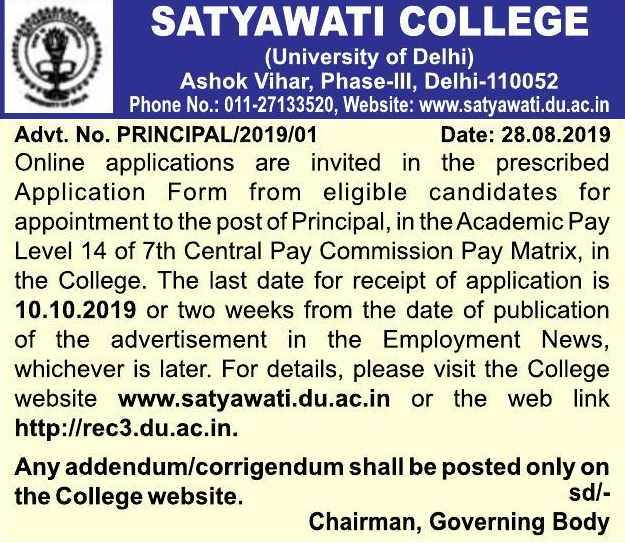 SATYAWATI COLLEGE
(University of Delhi)
Ashok Vihar, Phase-III, Delhi-110052
Phone No.: 011-27133520, Website: www.satyawati.du.ac.in
Advt. No. PRINCIPAL/2019/01 Date: 28.08.2019
Online applications are invited in the prescribed
Application Form from eligible candidates for
appointment to the post of Principal, in the Academic Pay
Level 14 of 7th Central Pay Commission Pay Matrix, in
the College. The last date for receipt of application is
10.10.2019 or two weeks from the date of publication
of the advertisement in the Employment News,
whichever is later. For details, please visit the College
website www.satyawati.du.ac.in or the web link
http://rec3.du.ac.in.
Any addendum/corrigendum shall be posted only on
the College website. sd/-
Chairman, Governing Body